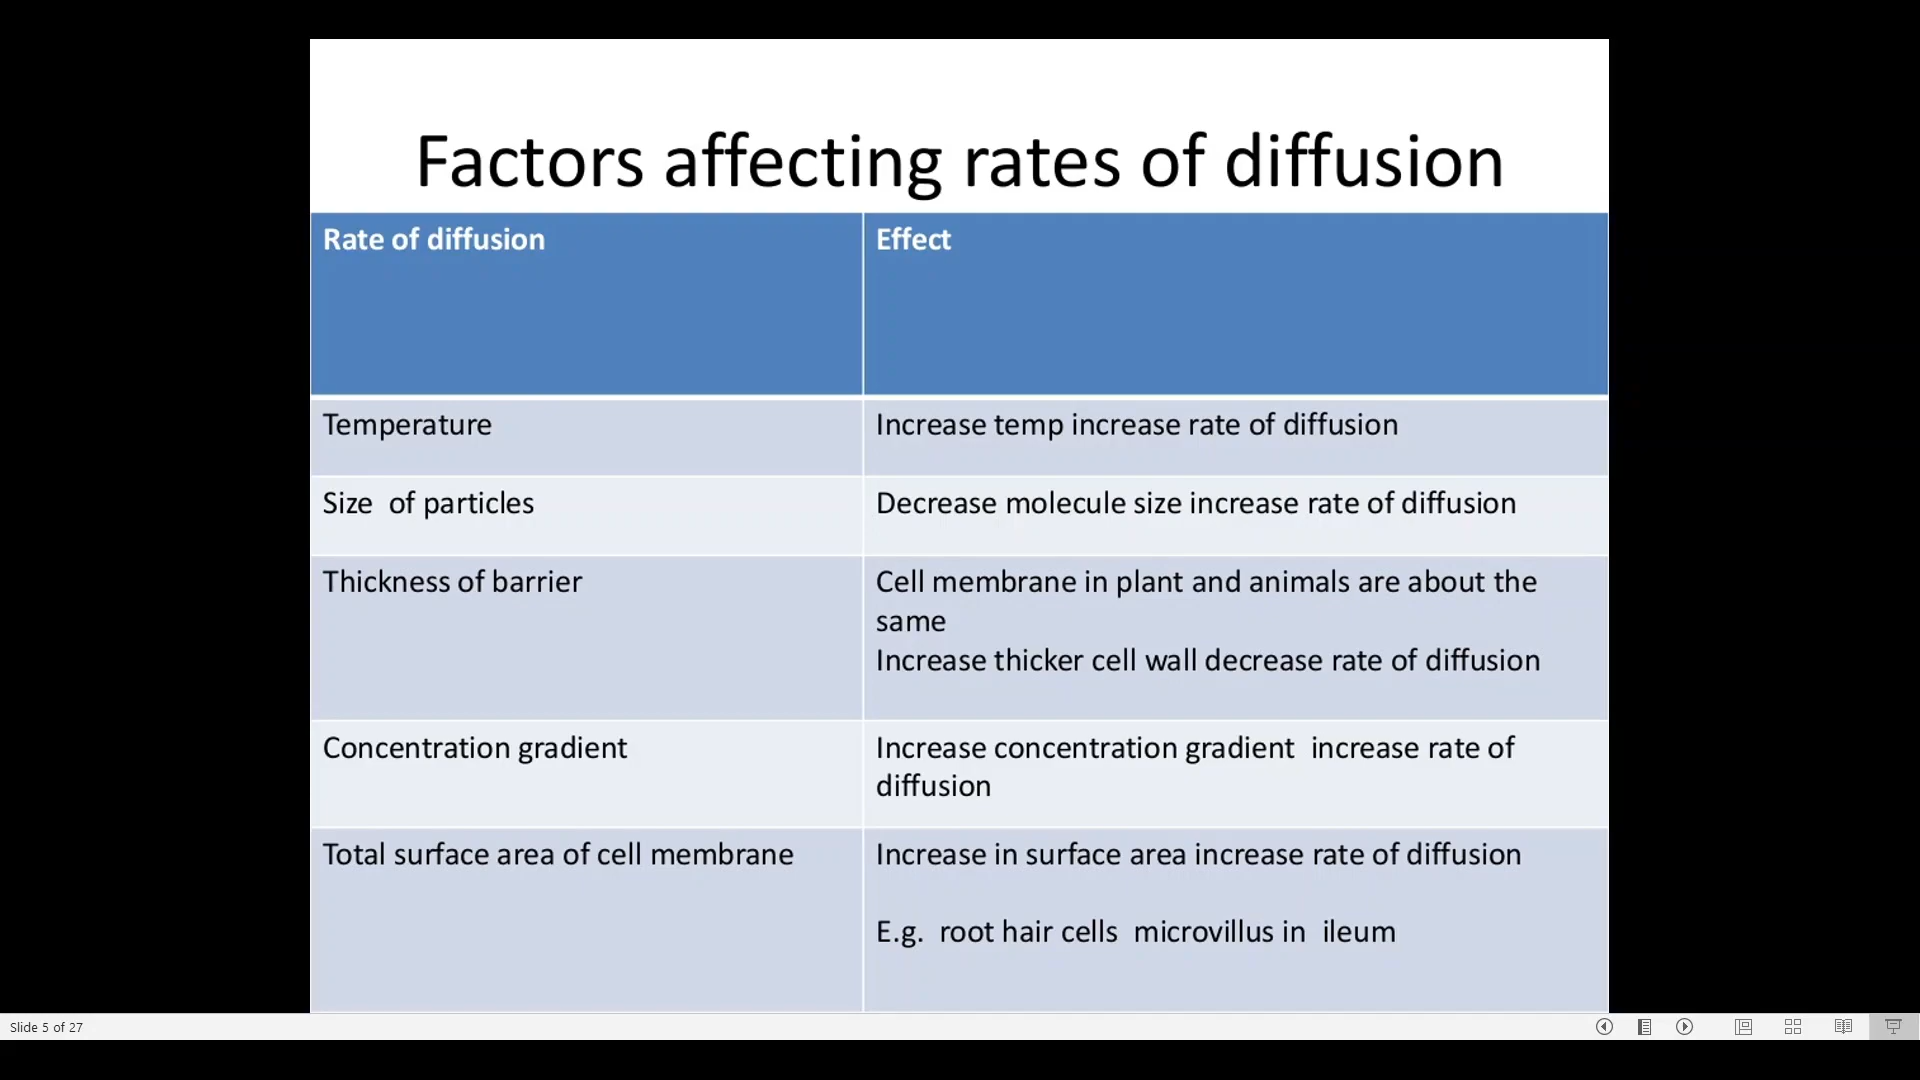 Factors affecting rates of diffusion
Rate of diffusion
Effect
Temperature
Increase temp increase rate of diffusion
Size  of particles
Decrease molecule size increase rate of diffusion
Thickness of barrier
Cell membrane in plant and animals are about the
same
Increase thicker cell wall decrease rate of diffusion
Concentration gradient
Increase concentration gradient  increase rate of
diffusion
Total surface area of cell membrane
Increase in surface area increase rate of diffusion
E.g.  root hair cells  microvillus in  ileum
Slide 5 of 27